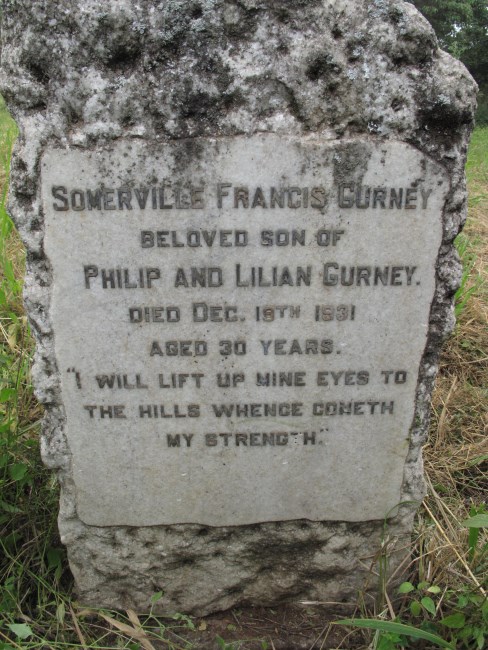 SOMERVILLE FRANCIS GURNEY
BELOVED SON OF
PHILIP AND LILIAN GURNEY.
DIED DEC. 18TH 1931
AGED 30 YEARS.
"I WILL LIFT UP MINE EYES TO
THE HILLS WHENCE COMETH
MY STRENGTH."